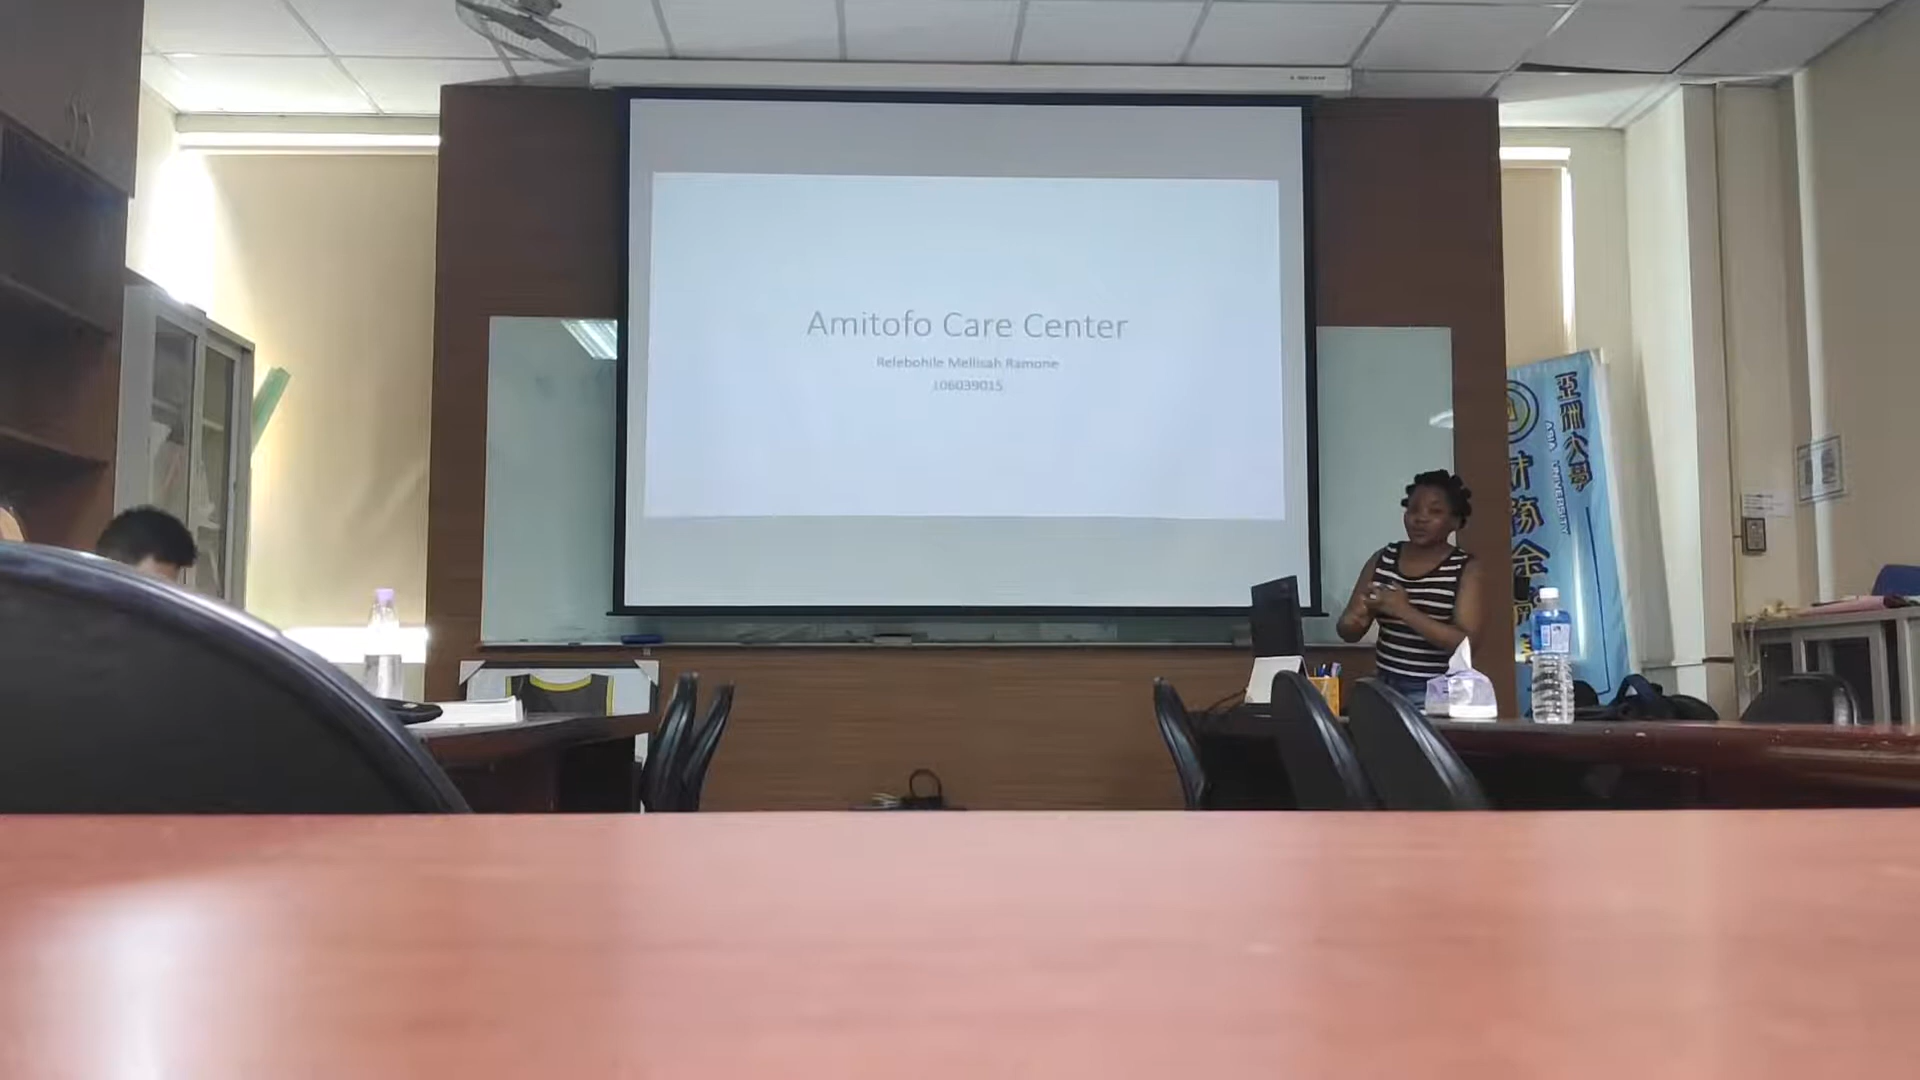 Amitofo Care Center
Relebohile Mellisah Ramone
106039015
亞洲大學
ASIA UNIVERSITY
財務金融